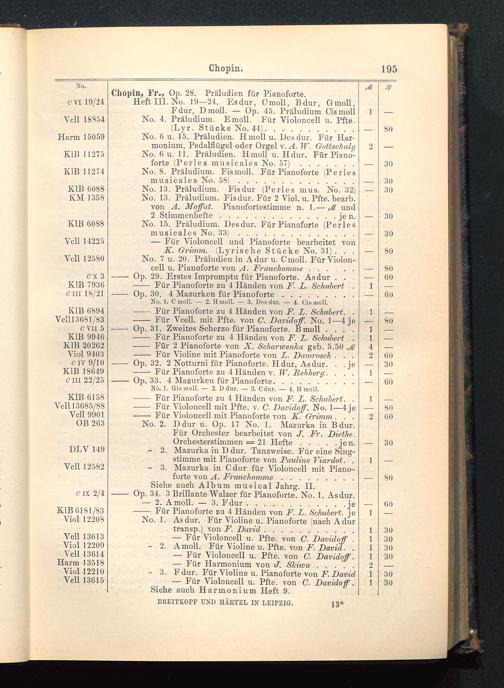 Chopin. 195
No. ℳ ₰
Chopin, Fr., Op. 28. Präludien für Pianoforte.
C VI 19/24 Heft III. No. 19—24. Esdur, Cmoll, Bdur, Gmoll,
Fdur, Dmoll. — Op. 45. Präludium Cismoll 1 —
Vcll 18854 No. 4. Präludium. Emoll. Für Violoncell u. Pfte.
(Lyr. Stücke No. 44) . . . — 80
Harm 15059 No. 6 u. 15. Präludien. Hmoll u. Desdur. Für Har-
monium, Pedalflügel oder Orgel v. A. W. Gottschalg 2 —
KlB 11275 No. 6 u. 11. Präludien. Hmoll u. Hdur. Für Piano-
forte (Perles musicales No. 57) . . . — 30
KlB 11274 No. 8. Präludium. Fismoll. Für Pianoforte (Perles
musicales No. 58) . . . — 30
KlB 6088 No. 13. Präludium. Fisdur (Perles mus. No. 32) — 30
KM 1358 No. 13. Präludium. Fisdur. Für 2 Viol. u. Pfte. bearb.
von A. Moffat. Pianofortestimme n. 1.— ℳ und
2 Stimmenhefte . . . je n. — 30
KlB 6088 No. 15. Präludium. Desdur. Für Pianoforte (Perles
musicales No. 33) . . . — 30
Vcll 14225 — Für Violoncell und Pianoforte bearbeitet von
K. Grimm. (Lyrische Stücke No. 31) . . . — 80
Vcll 12580 No. 7 u. 20. Präludien in Adur u. Cmoll. Für Violon-
cell u. Pianoforte von A. Franchomme . . . — 80
C X 3 —— Op. 29. Erstes Impromptu für Pianoforte. Asdur . . — 60
KlB 7936 —— Für Pianoforte zu 4 Händen von F. L. Schubert . 1 —
C III 18/21 —— Op. 30. 4 Mazurken für Pianoforte . . . — 60
No. 1. Cmoll. — 2. Hmoll. — 3. Desdur. — 4. Cismoll.
KlB 6894 —— Für Pianoforte zu 4 Händen von F. L. Schubert . . 1 —
Vcll13681/83 —— Für Vcell. mit Pfte. von C. Davidoff. No. 1—4 je — 80
C VII 5 —— Op. 31. Zweites Scherzo für Pianoforte. Bmoll . . . 1 —
KlB 9946 —— Für Pianoforte zu 4 Händen von F. L. Schubert 1 —
KlB 20262 —— Für 2 Pianoforte von X. Scharwenka geb. 5.50 ℳ 4 —
Viol 9403 —— Für Violine mit Pianoforte von L. Damrosch . . . 2 60
C IV 9/10 —— Op. 32. 2 Notturni für Pianoforte. Hdur, Asdur. . . je — 30
KlB 18649 —— Für Pianoforte zu 4 Händen v. W. Rehberg. . . 1 —
C III 22/25 —— Op. 33. 4 Mazurken für Pianoforte. . . . — 60
No. 1. Gismoll. — 2. Ddur. — 3. Cdur. — 4. Hmoll.
KlB 6158 —— Für Pianoforte zu 4 Händen von F. L. Schubert . . 1 —
Vcll13685/88 —— Für Violoncell mit Pfte. v. C. Davidoff. No. 1—4 je — 80
Vcll 9901 —— Für Violoncell mit Pianoforte von K. Grimm . . . 2 60
OB 263 No. 2. Ddur u. Op. 17 No. 1. Mazurka in Bdur.
Für Orchester bearbeitet von J. Fr. Diethe.
Orchesterstimmen = 21 Hefte . . . je n. — 30
DLV 149 - 2. Mazurka in Ddur. Tanzweise. Für eine Sing-
stimme mit Pianoforte von Pauline Viardot. . 1 —
Vcll 12582 - 3. Mazurka in Cdur für Violoncell mit Piano-
forte von A. Franchomme . . . — 80
Siehe auch Album musical Jahrg. II.
C IX 2/4 —— Op. 34. 3 Brillante Walzer für Pianoforte. No. 1. Asdur.
— 2. Amoll. — 3. Fdur . . . je — 60
KlB 6181/83 —— Für Pianoforte zu 4 Händen von F. L. Schubert. je 1 —
Viol 12208 No. 1. Asdur. Für Violine u. Pianoforte (nach Adur
transp.) von F. David . . . 1 30
Vcll 13613 — Für Violoncell u. Pfte. von C. Davidoff . 1 30
Viol 12209 - 2. Amoll. Für Violine u. Pfte. von F. David . . 1 30
Vcll 13614 — Für Violoncell u. Pfte. von C. Davidoff. 1 30
Harm 13518 — Für Harmonium von J. Skiwa . . . 2 —
Viol 12210 - 3. Fdur. Für Violine u. Pianoforte von F. David 1 30
Vcll 13615 — Für Violoncell u. Pfte. von C. Davidoff . 1 30
Siehe auch Harmonium Heft 9.
BREITKOPF UND HÄRTEL IN LEIPZIG. 13*